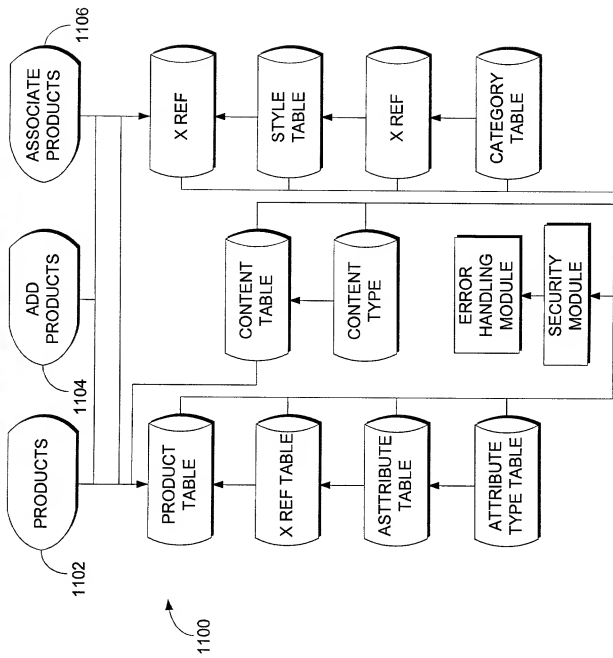 1102
PRODUCTS
1104
ADD
PRODUCTS
1106
ASSOCIATE
PRODUCTS
1100
PRODUCT
TABLE
X REF TABLE
ASTTRIBUTE
TABLE
ATTRIBUTE
TYPE TABLE
CONTENT
TABLE
CONTENT
TYPE
ERROR
HANDLING
MODULE
SECURITY
MODULE
X REF
STYLE
TABLE
X REF
CATEGORY
TABLE